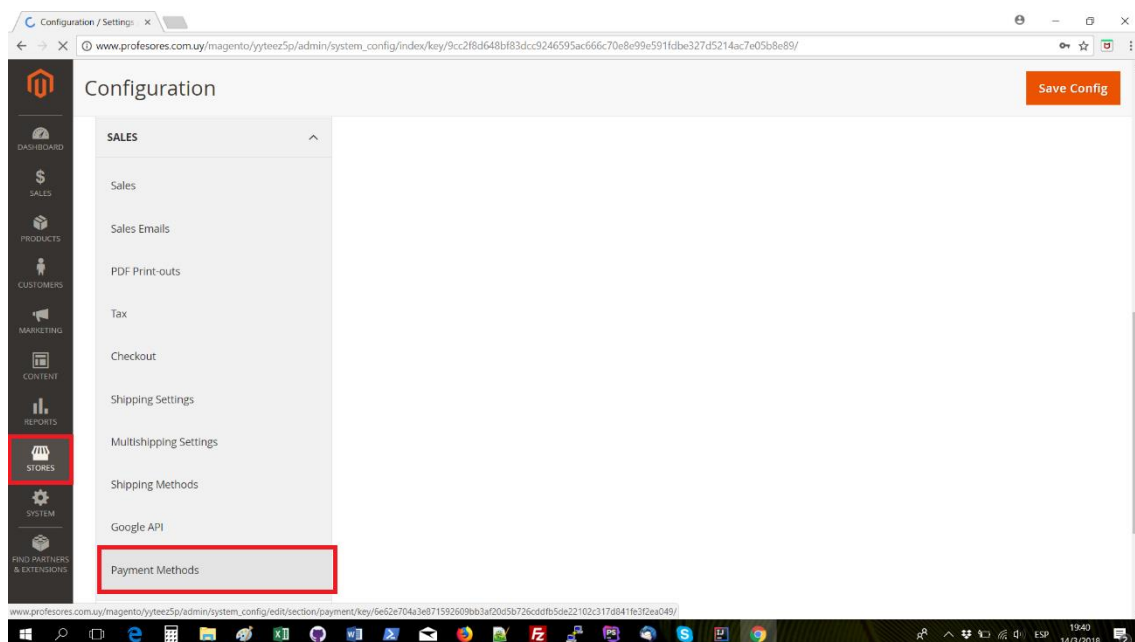 Configuration / Settings
www.profesores.com.uy/magento/yyteez5p/admin/system_config/index/key/9cc2f8d648bf83dcc9246595ac666c70e8e99e591fdbe327d5214ac7e05b8e89/
Configuration
Save Config
DASHBOARD
SALES
PRODUCTS
CUSTOMERS
MARKETING
CONTENT
REPORTS
STORES
SYSTEM
FIND PARTNERS
& EXTENSIONS
SALES
Sales
Sales Emails
PDF Print-outs
Tax
Checkout
Shipping Settings
Multishipping Settings
Shipping Methods
Google API
Payment Methods
www.profesores.com.uy/magento/yyteez5p/admin/system_config/edit/section/payment/key/6e62e704a3e871592609bb3af20d5b726cddfb5de22102c317d841fe3f2ea049/
ESP
19:40
14/3/2018